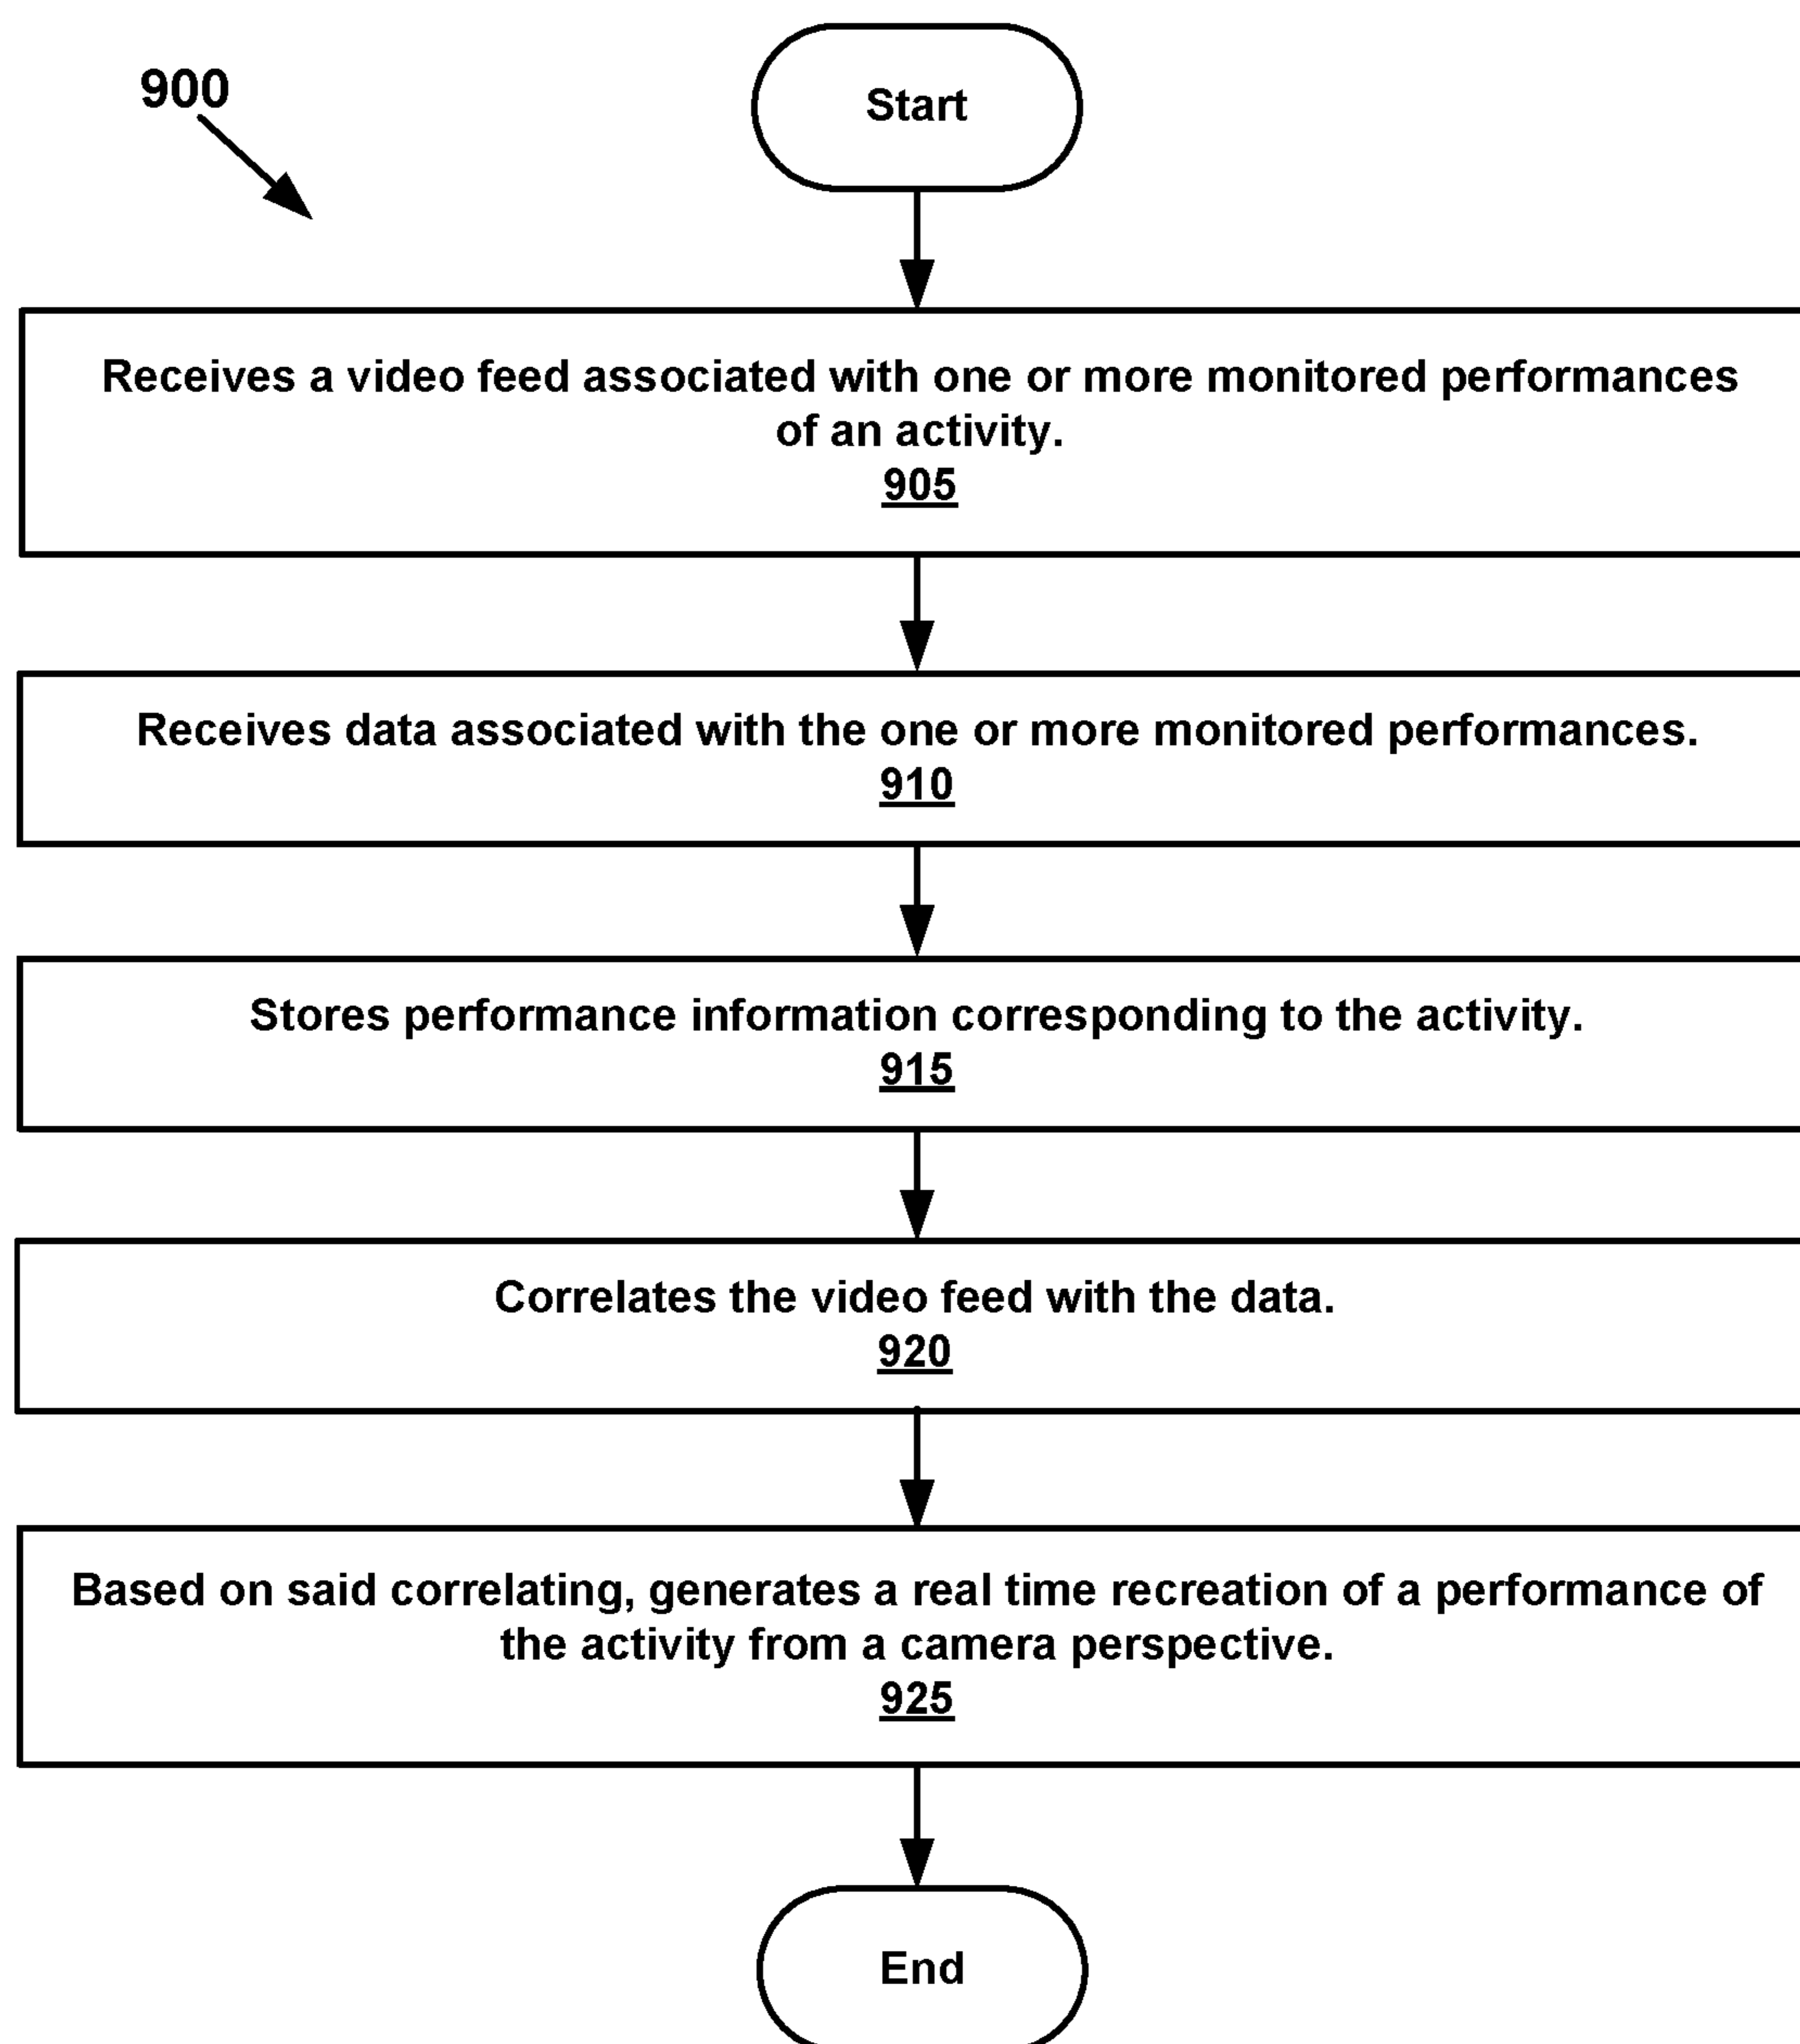 900
Start
Receives a video feed associated with one or more monitored performances
of an activity.
905
Receives data associated with the one or more monitored performances.
910
Stores performance information corresponding to the activity.
915
Correlates the video feed with the data.
920
Based on said correlating, generates a real time recreation of a performance of
the activity from a camera perspective.
925
End